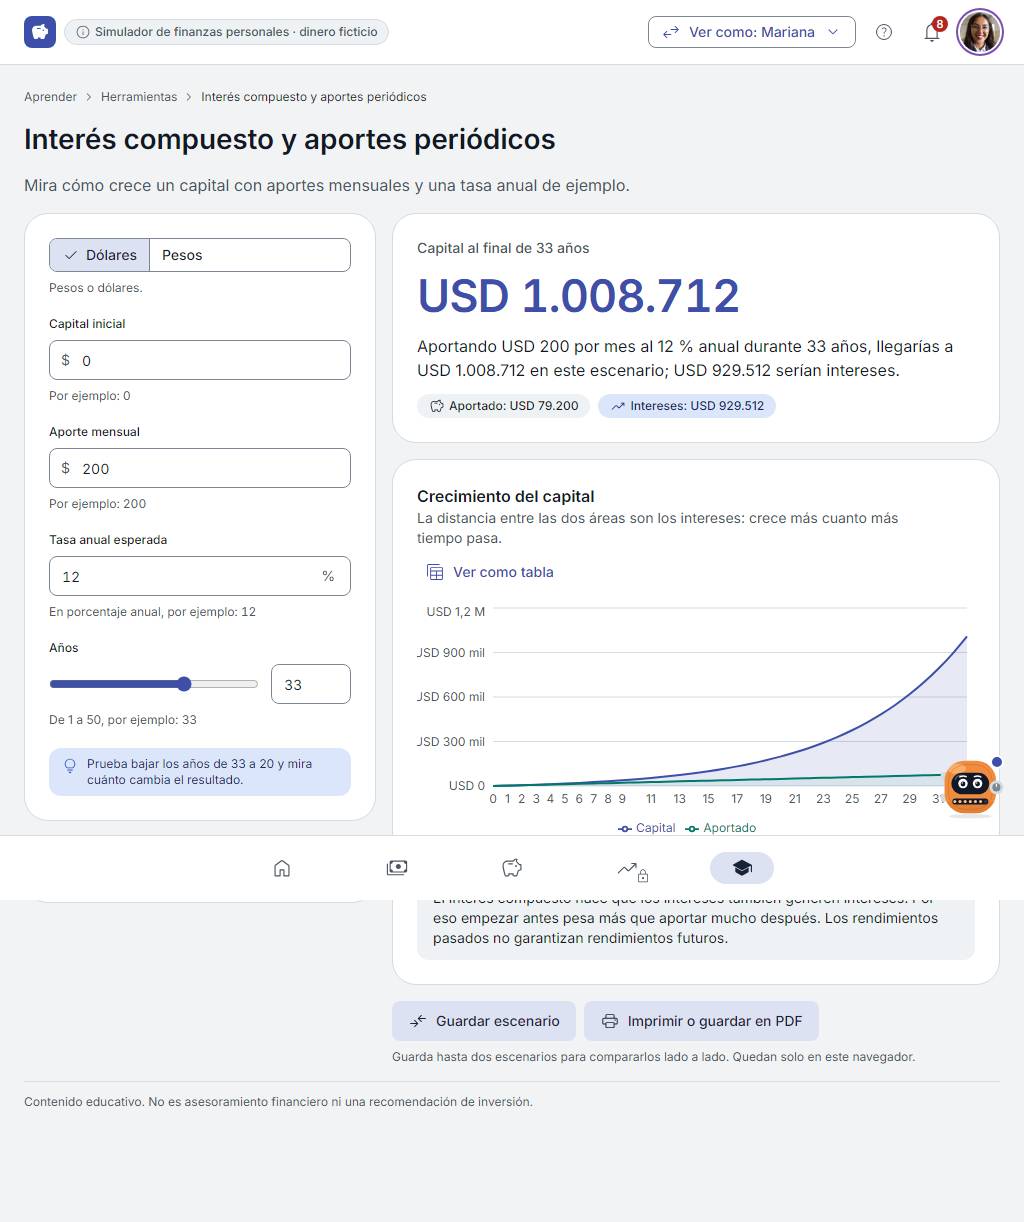 Simulador de finanzas personales · dinero ficticio
Ver como: Mariana
8
Aprender > Herramientas > Interés compuesto y aportes periódicos
Interés compuesto y aportes periódicos
Mira cómo crece un capital con aportes mensuales y una tasa anual de ejemplo.
Dólares Pesos
Pesos o dólares.
Capital inicial
$ 0
Por ejemplo: 0
Aporte mensual
$ 200
Por ejemplo: 200
Tasa anual esperada
12 %
En porcentaje anual, por ejemplo: 12
Años
33
De 1 a 50, por ejemplo: 33
Prueba bajar los años de 33 a 20 y mira
cuánto cambia el resultado.
Capital al final de 33 años
USD 1.008.712
Aportando USD 200 por mes al 12 % anual durante 33 años, llegarías a
USD 1.008.712 en este escenario; USD 929.512 serían intereses.
Aportado: USD 79.200
Intereses: USD 929.512
Crecimiento del capital
La distancia entre las dos áreas son los intereses: crece más cuanto más
tiempo pasa.
Ver como tabla
USD 1,2 M
USD 900 mil
USD 600 mil
USD 300 mil
USD 0
0 1 2 3 4 5 6 7 8 9 11 13 15 17 19 21 23 25 27 29
Capital Aportado
El interés compuesto hace que los intereses también generen intereses. Por
eso empezar antes pesa más que aportar mucho después. Los rendimientos
pasados no garantizan rendimientos futuros.
Guardar escenario
Imprimir o guardar en PDF
Guarda hasta dos escenarios para compararlos lado a lado. Quedan solo en este navegador.
Contenido educativo. No es asesoramiento financiero ni una recomendación de inversión.